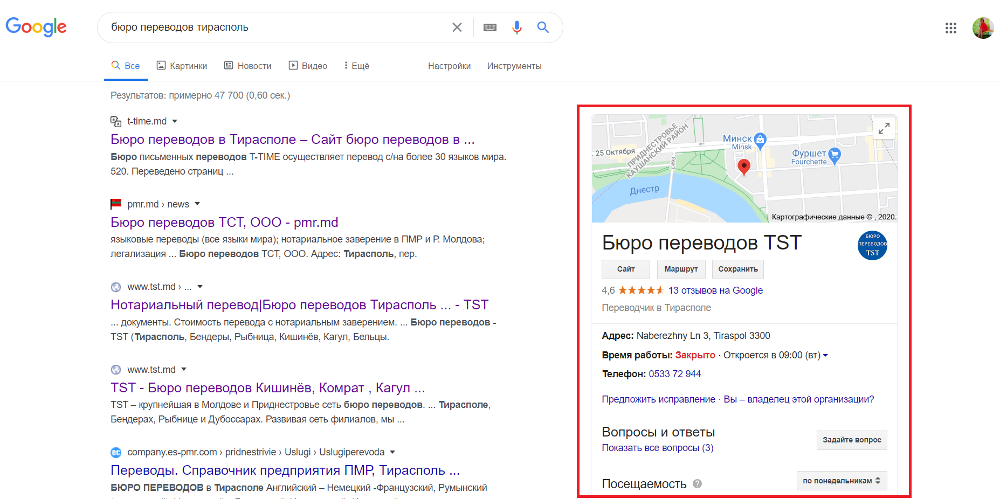 Google
бюро переводов тирасполь
Все
Картинки
Новости
Видео
Ещё
Настройки
Инструменты
Результатов: примерно 47 700 (0,60 сек.)
t-time.md
Бюро переводов в Тирасполе – Сайт бюро переводов в ...
Бюро письменных переводов T-TIME осуществляет перевод с/на более 30 языков мира.
520. Переведено страниц ...
pmr.md › news
Бюро переводов ТСТ, ООО - pmr.md
языковые переводы (все языки мира); нотариальное заверение в ПМР и Р. Молдова;
легализация ... Бюро переводов ТСТ, ООО. Адрес: Тирасполь, пер.
www.tst.md › ...
Нотариальный перевод|Бюро переводов Тирасполь ... - TST
... документы. Стоимость перевода с нотариальным заверением. ... Бюро переводов -
TST (Тирасполь, Бендеры, Рыбница, Кишинёв, Кагул, Бельцы.
www.tst.md
TST - Бюро переводов Кишинёв, Комрат , Кагул ...
TST – крупнейшая в Молдове и Приднестровье сеть бюро переводов. ... Тирасполе,
Бендерах, Рыбнице и Дубоссарах. Развивая сеть филиалов, мы ...
ec
company.es-pmr.com › pridnestrivie › Uslugi › Uslugiperevoda
Переводы. Справочник предприятия ПМР, Тирасполь ...
БЮРО ПЕРЕВОДОВ в Тирасполе Английский – Немецкий -Французский, Румынский
25 Октября
ПРИДНЕСТРОВЬЕ
КАУШАНСКИЙ РАЙОН
L493
Минск
Minsk
Фуршет
Fourchette
Днестр
Картографические данные © , 2020.
Бюро переводов TST
БЮРО
ПЕРЕВОДОВ
TST
Сайт
Маршрут
Сохранить
4,6
13 отзывов на Google
Переводчик в Тирасполе
Адрес: Naberezhny Ln 3, Tiraspol 3300
Время работы: Закрыто · Откроется в 09:00 (вт)
Телефон: 0533 72 944
Предложить исправление · Вы – владелец этой организации?
Вопросы и ответы
Задайте вопрос
Показать все вопросы (3)
Посещаемость ?
по понедельникам